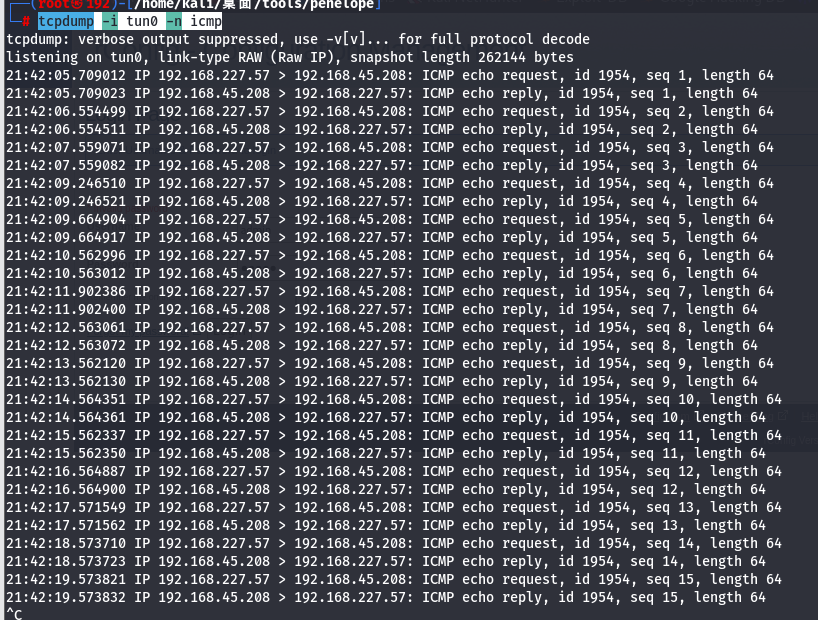 (root㉿192)-[/home/kali/桌面/tools/penelope]
# tcpdump -i tun0 -n icmp
tcpdump: verbose output suppressed, use -v[v]... for full protocol decode
listening on tun0, link-type RAW (Raw IP), snapshot length 262144 bytes
21:42:05.709012 IP 192.168.227.57 > 192.168.45.208: ICMP echo request, id 1954, seq 1, length 64
21:42:05.709023 IP 192.168.45.208 > 192.168.227.57: ICMP echo reply, id 1954, seq 1, length 64
21:42:06.554499 IP 192.168.227.57 > 192.168.45.208: ICMP echo request, id 1954, seq 2, length 64
21:42:06.554511 IP 192.168.45.208 > 192.168.227.57: ICMP echo reply, id 1954, seq 2, length 64
21:42:07.559071 IP 192.168.227.57 > 192.168.45.208: ICMP echo request, id 1954, seq 3, length 64
21:42:07.559082 IP 192.168.45.208 > 192.168.227.57: ICMP echo reply, id 1954, seq 3, length 64
21:42:09.246510 IP 192.168.227.57 > 192.168.45.208: ICMP echo request, id 1954, seq 4, length 64
21:42:09.246521 IP 192.168.45.208 > 192.168.227.57: ICMP echo reply, id 1954, seq 4, length 64
21:42:09.664904 IP 192.168.227.57 > 192.168.45.208: ICMP echo request, id 1954, seq 5, length 64
21:42:09.664917 IP 192.168.45.208 > 192.168.227.57: ICMP echo reply, id 1954, seq 5, length 64
21:42:10.562996 IP 192.168.227.57 > 192.168.45.208: ICMP echo request, id 1954, seq 6, length 64
21:42:10.563012 IP 192.168.45.208 > 192.168.227.57: ICMP echo reply, id 1954, seq 6, length 64
21:42:11.902386 IP 192.168.227.57 > 192.168.45.208: ICMP echo request, id 1954, seq 7, length 64
21:42:11.902400 IP 192.168.45.208 > 192.168.227.57: ICMP echo reply, id 1954, seq 7, length 64
21:42:12.563061 IP 192.168.227.57 > 192.168.45.208: ICMP echo request, id 1954, seq 8, length 64
21:42:12.563072 IP 192.168.45.208 > 192.168.227.57: ICMP echo reply, id 1954, seq 8, length 64
21:42:13.562120 IP 192.168.227.57 > 192.168.45.208: ICMP echo request, id 1954, seq 9, length 64
21:42:13.562130 IP 192.168.45.208 > 192.168.227.57: ICMP echo reply, id 1954, seq 9, length 64
21:42:14.564351 IP 192.168.227.57 > 192.168.45.208: ICMP echo request, id 1954, seq 10, length 64
21:42:14.564361 IP 192.168.45.208 > 192.168.227.57: ICMP echo reply, id 1954, seq 10, length 64
21:42:15.562337 IP 192.168.227.57 > 192.168.45.208: ICMP echo request, id 1954, seq 11, length 64
21:42:15.562350 IP 192.168.45.208 > 192.168.227.57: ICMP echo reply, id 1954, seq 11, length 64
21:42:16.564887 IP 192.168.227.57 > 192.168.45.208: ICMP echo request, id 1954, seq 12, length 64
21:42:16.564900 IP 192.168.45.208 > 192.168.227.57: ICMP echo reply, id 1954, seq 12, length 64
21:42:17.571549 IP 192.168.227.57 > 192.168.45.208: ICMP echo request, id 1954, seq 13, length 64
21:42:17.571562 IP 192.168.45.208 > 192.168.227.57: ICMP echo reply, id 1954, seq 13, length 64
21:42:18.573710 IP 192.168.227.57 > 192.168.45.208: ICMP echo request, id 1954, seq 14, length 64
21:42:18.573723 IP 192.168.45.208 > 192.168.227.57: ICMP echo reply, id 1954, seq 14, length 64
21:42:19.573821 IP 192.168.227.57 > 192.168.45.208: ICMP echo request, id 1954, seq 15, length 64
21:42:19.573832 IP 192.168.45.208 > 192.168.227.57: ICMP echo reply, id 1954, seq 15, length 64
^C